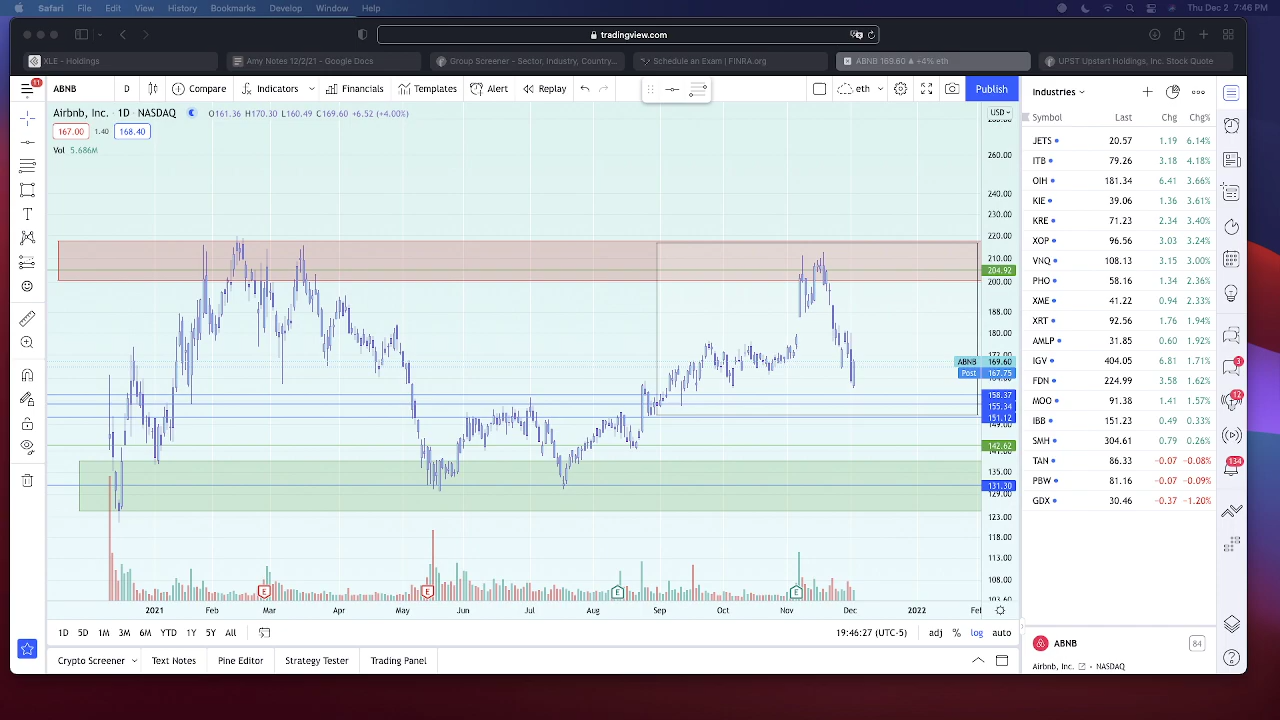 Safari File Edit View History Bookmarks Develop Window Help Thu Dec 2 7:46 PM
tradingview.com
XLE - Holdings
Amy Notes 12/2/21 - Google Docs
Group Screener - Sector, Industry, Country...
Schedule an Exam | FINRA.org
ABNB 169.60 ▲ +4% eth
UPST Upstart Holdings, Inc. Stock Quote
51
ABNB D Compare Indicators Financials Templates Alert Replay eth Publish
Airbnb, Inc. · 1D · NASDAQ O161.36 H170.30 L160.49 C169.60 +6.52 (+4.00%)
167.00 1.40 168.40
Vol 5.686M
USD
260.00
240.00
230.00
220.00
210.00
204.92
200.00
188.00
180.00
172.00
ABNB 169.60
Post 167.75
158.37
155.34
151.12
149.00
142.62
135.00
131.30
129.00
123.00
118.00
113.00
108.00
103.60
E E E E
2021 Feb Mar Apr May Jun Jul Aug Sep Oct Nov Dec 2022 Fel
1D 5D 1M 3M 6M YTD 1Y 5Y All 19:46:27 (UTC-5) adj % log auto
Crypto Screener Text Notes Pine Editor Strategy Tester Trading Panel
Industries
Symbol Last Chg Chg%
JETS 20.57 1.19 6.14%
ITB 79.26 3.18 4.18%
OIH 181.34 6.41 3.66%
KIE 39.06 1.36 3.61%
KRE 71.23 2.34 3.40%
XOP 96.56 3.03 3.24%
VNQ 108.13 3.15 3.00%
PHO 58.16 1.34 2.36%
XME 41.22 0.94 2.33%
XRT 92.56 1.76 1.94%
AMLP 31.85 0.60 1.92%
IGV 404.05 6.81 1.71%
FDN 224.99 3.58 1.62%
MOO 91.38 1.41 1.57%
IBB 151.23 0.49 0.33%
SMH 304.61 0.79 0.26%
TAN 86.33 -0.07 -0.08%
PBW 81.16 -0.07 -0.09%
GDX 30.46 -0.37 -1.20%
3
12
134
ABNB 84
Airbnb, Inc. • NASDAQ